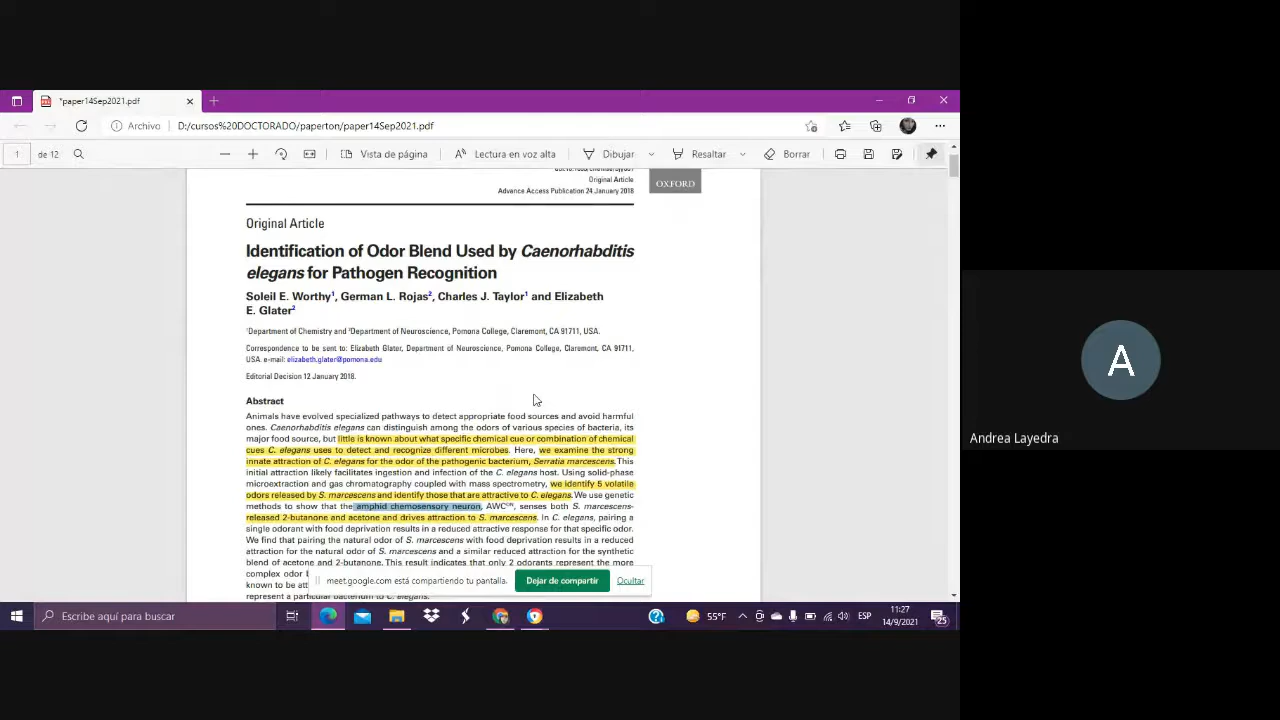 *paper14Sep2021.pdf
Archivo D:/cursos%20DOCTORADO/paperton/paper14Sep2021.pdf
1 de 12 Vista de página Lectura en voz alta Dibujar Resaltar Borrar
Original Article
Advance Access Publication 24 January 2018
OXFORD
Original Article
Identification of Odor Blend Used by Caenorhabditis
elegans for Pathogen Recognition
Soleil E. Worthy1, German L. Rojas2, Charles J. Taylor1 and Elizabeth
E. Glater2
1Department of Chemistry and 2Department of Neuroscience, Pomona College, Claremont, CA 91711, USA.
Correspondence to be sent to: Elizabeth Glater, Department of Neuroscience, Pomona College, Claremont, CA 91711,
USA. e-mail: elizabeth.glater@pomona.edu
Editorial Decision 12 January 2018.
Abstract
Animals have evolved specialized pathways to detect appropriate food sources and avoid harmful
ones. Caenorhabditis elegans can distinguish among the odors of various species of bacteria, its
major food source, but little is known about what specific chemical cue or combination of chemical
cues C. elegans uses to detect and recognize different microbes. Here, we examine the strong
innate attraction of C. elegans for the odor of the pathogenic bacterium, Serratia marcescens. This
initial attraction likely facilitates ingestion and infection of the C. elegans host. Using solid-phase
microextraction and gas chromatography coupled with mass spectrometry, we identify 5 volatile
odors released by S. marcescens and identify those that are attractive to C. elegans. We use genetic
methods to show that the amphid chemosensory neuron, AWCON, senses both S. marcescens-
released 2-butanone and acetone and drives attraction to S. marcescens. In C. elegans, pairing a
single odorant with food deprivation results in a reduced attractive response for that specific odor.
We find that pairing the natural odor of S. marcescens with food deprivation results in a reduced
attraction for the natural odor of S. marcescens and a similar reduced attraction for the synthetic
blend of acetone and 2-butanone. This result indicates that only 2 odorants represent the more
complex odor b
known to be att
represent a particular bacterium to C. elegans.
meet.google.com está compartiendo tu pantalla. Dejar de compartir Ocultar
Andrea Layedra
A
Escribe aquí para buscar
55°F
ESP
11:27
14/9/2021
25